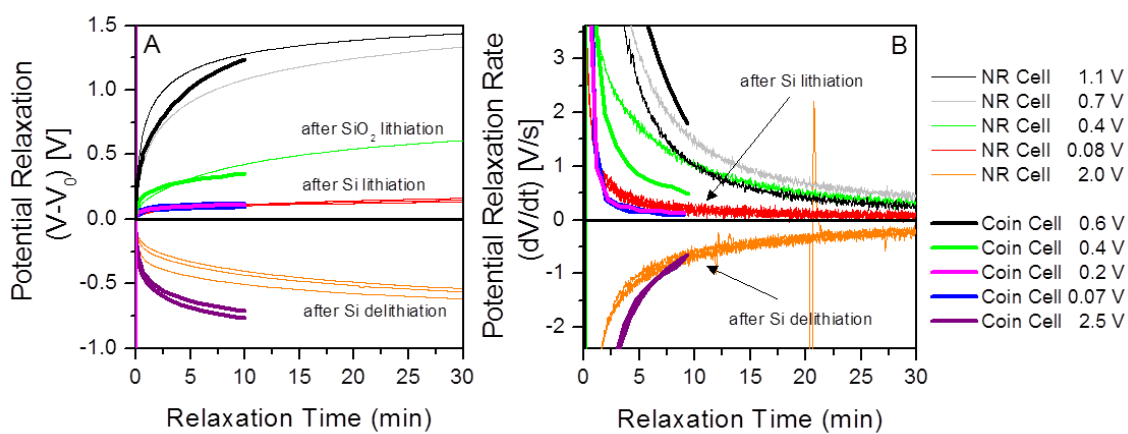 A
1.5
1.0
0.5
0.0
-0.5
-1.0
Potential Relaxation
(V-V0) [V]
after SiO2 lithiation
after Si lithiation
after Si delithiation
0 5 10 15 20 25 30
Relaxation Time (min)
B
3
2
1
0
-1
-2
Potential Relaxation Rate
(dV/dt) [V/s]
after Si lithiation
after Si delithiation
0 5 10 15 20 25 30
Relaxation Time (min)
NR Cell 1.1 V
NR Cell 0.7 V
NR Cell 0.4 V
NR Cell 0.08 V
NR Cell 2.0 V
Coin Cell 0.6 V
Coin Cell 0.4 V
Coin Cell 0.2 V
Coin Cell 0.07 V
Coin Cell 2.5 V